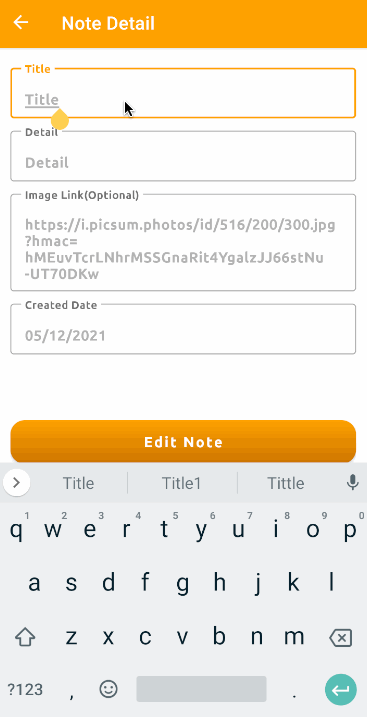 Note Detail
Title
Title
Detail
Detail
Image Link(Optional)
https://i.picsum.photos/id/516/200/300.jpg
?hmac=
hMEuvTcrLNhrMSSGnaRit4YgalzJJ66stNu
-UT70DKw
Created Date
05/12/2021
Edit Note
Title Title1 Tittle
1 2 3 4 5 6 7 8 9 0
q w e r t y u i o p
a s d f g h j k l
z x c v b n m
?123 , .